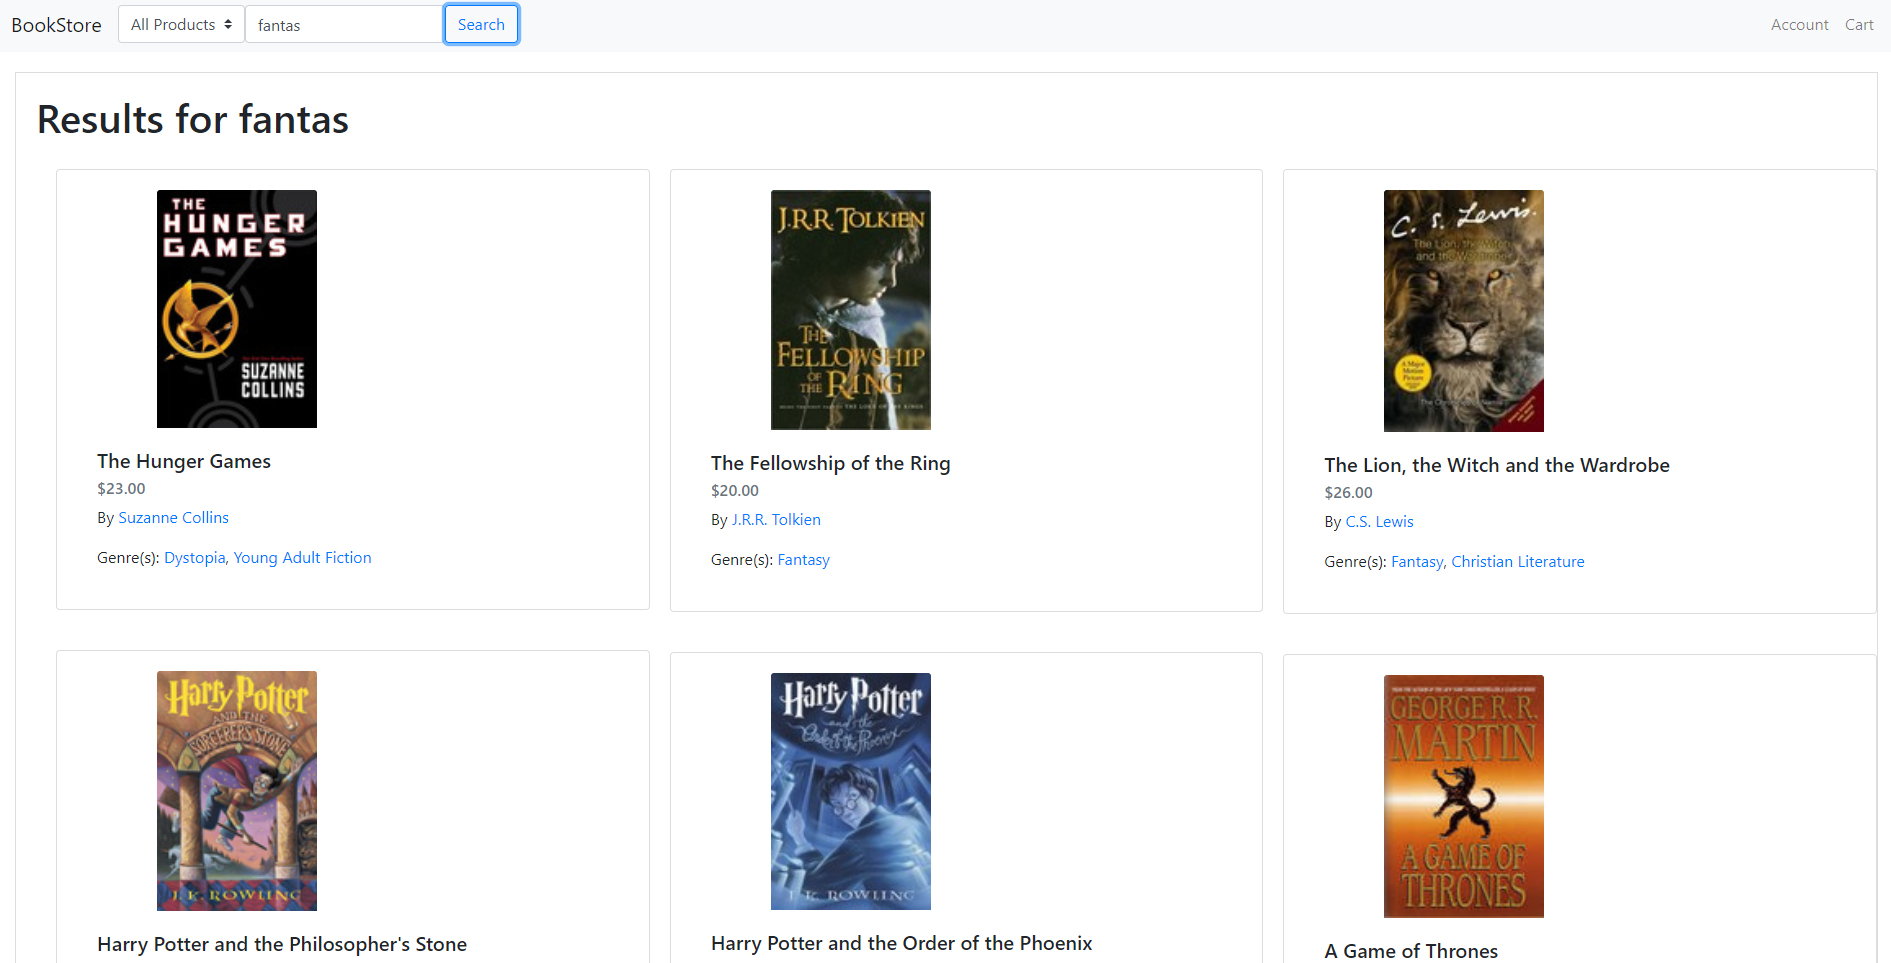 BookStore All Products fantas Search Account Cart
Results for fantas
THE
HUNGER
GAMES
SUZANNE
COLLINS
The Hunger Games
$23.00
By Suzanne Collins
Genre(s): Dystopia, Young Adult Fiction
J.R.R. TOLKIEN
THE
FELLOWSHIP
OF
THE RING
The Fellowship of the Ring
$20.00
By J.R.R. Tolkien
Genre(s): Fantasy
C. S. Lewis
The Lion, the Witch
and the Wardrobe
A Major
Motion
Picture
The Lion, the Witch and the Wardrobe
$26.00
By C.S. Lewis
Genre(s): Fantasy, Christian Literature
Harry Potter
AND THE
SORCERER'S STONE
J. K. ROWLING
Harry Potter and the Philosopher's Stone
Harry Potter
and the
Order of the Phoenix
J. K. ROWLING
Harry Potter and the Order of the Phoenix
GEORGE R. R.
MARTIN
A GAME OF
THRONES
A Game of Thrones